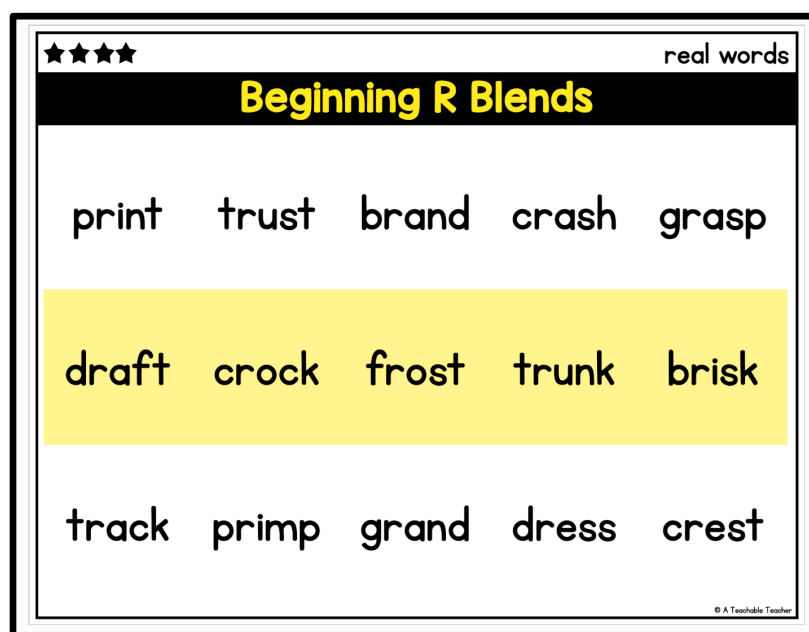 real words
Beginning R Blends
print trust brand crash grasp
draft crock frost trunk brisk
track primp grand dress crest
© A Teachable Teacher